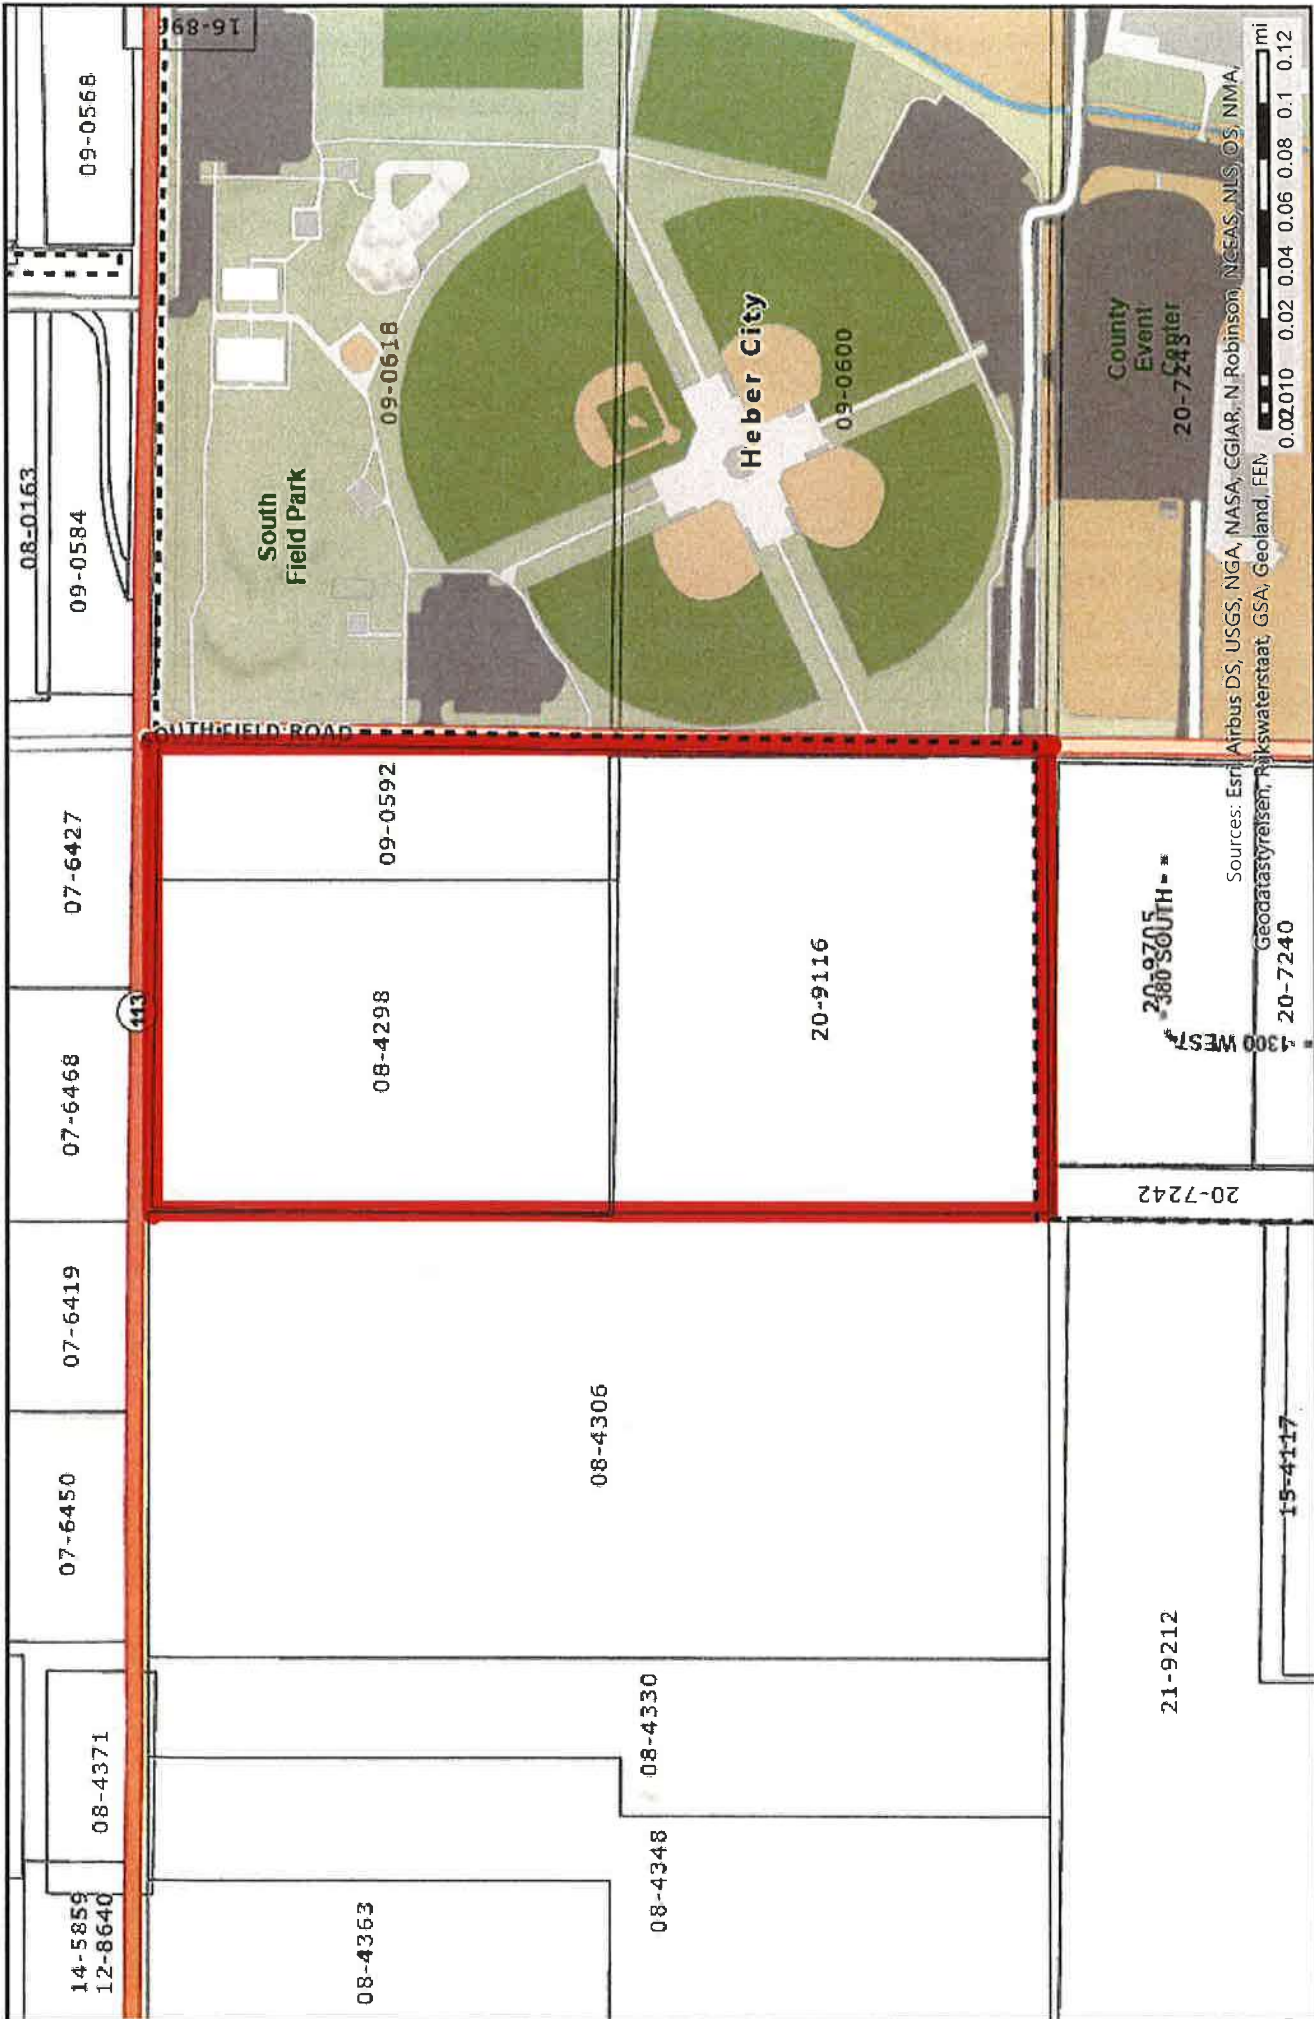 16-896
09-0568
08-0163
09-0584
07-6427
07-6468
07-6419
07-6450
08-4371
14-5859
12-8640
113
South
Field Park
09-0618
Heber City
09-0600
County
Event
Center
20-7243
OUTH FIELD ROAD
09-0592
08-4298
20-9116
20-9705
380 SOUTH
1300 WEST
20-7240
20-7242
08-4306
08-4330
08-4348
08-4363
21-9212
15-4117
Sources: Esri, Airbus DS, USGS, NGA, NASA, CGIAR, N Robinson, NCEAS, NLS, OS, NMA,
Geodatastyrelsen, Rijkswaterstaat, GSA, Geoland, FEM
0.02 0 0.02 0.04 0.06 0.08 0.1 0.12
mi